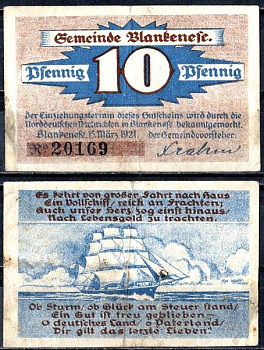 Gemeinde Blankenese.
Pfennig 10 Pfennig
der Einziehungstermin dieses Gutscheins wird durch die
Norddeutschen Nachrichten in Blankenese bekanntgemacht.
Blankenese, 15. März 1921. der Gemeindevorsteher.
No 20169
Es kehrt von großer Fahrt nach Haus
Ein Vollschiff, reich an Frachten;
Auch unser Herz zog einst hinaus,
Nach Lebensgold zu trachten.
Ob Sturm, ob Glück am Steuer stand,
Ein Gut ist treu geblieben:
O deutsches Land, o Vaterland,
Dir gilt das letzte Lieben.